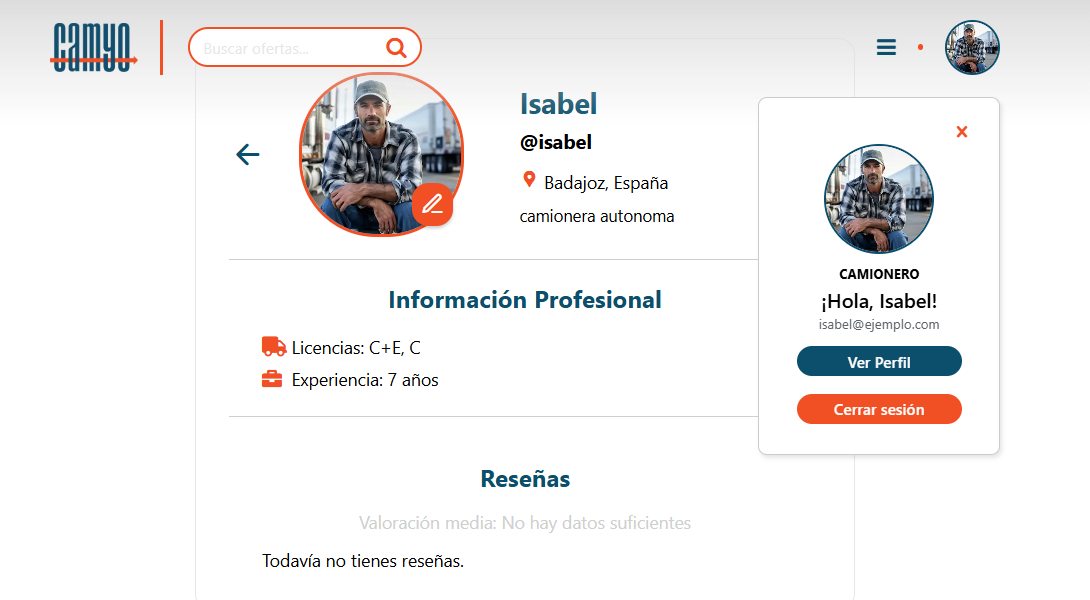 camyo
Buscar ofertas...
Isabel
@isabel
Badajoz, España
camionera autonoma
Información Profesional
Licencias: C+E, C
Experiencia: 7 años
Reseñas
Valoración media: No hay datos suficientes
Todavía no tienes reseñas.
CAMIONERO
¡Hola, Isabel!
isabel@ejemplo.com
Ver Perfil
Cerrar sesión